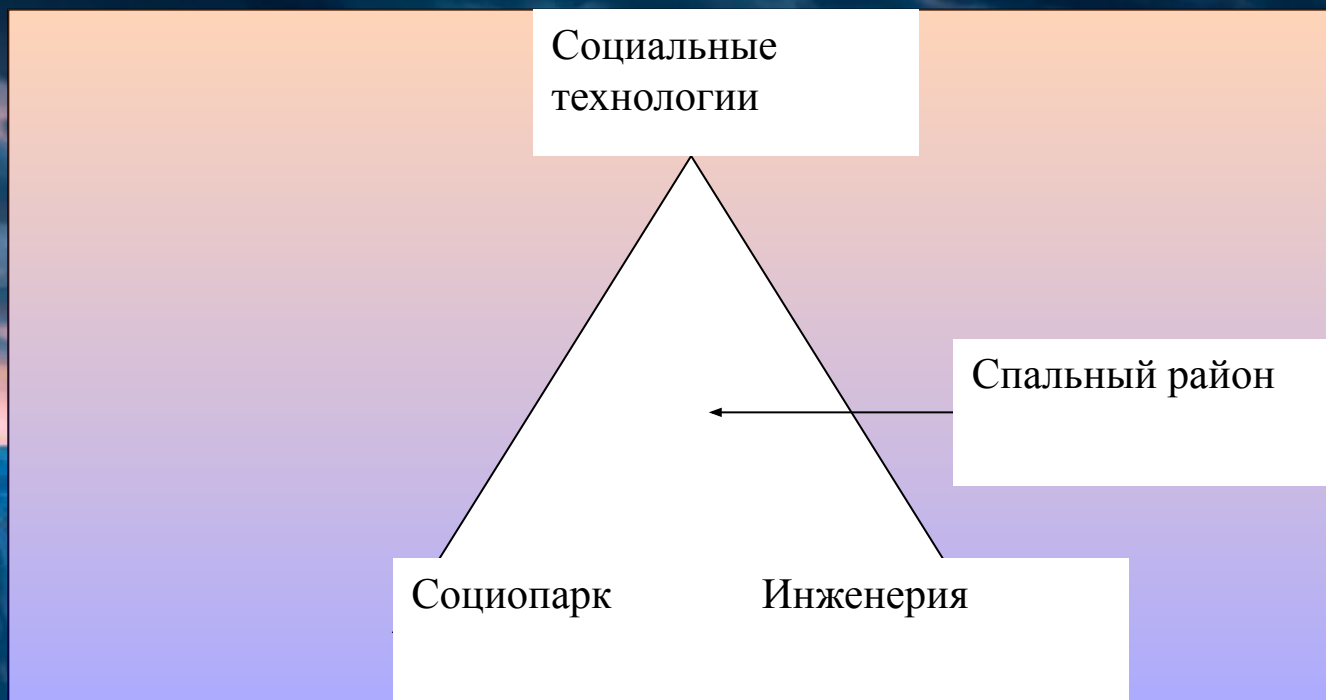 Социальные
технологии
Спальный район
Социопарк
Инженерия